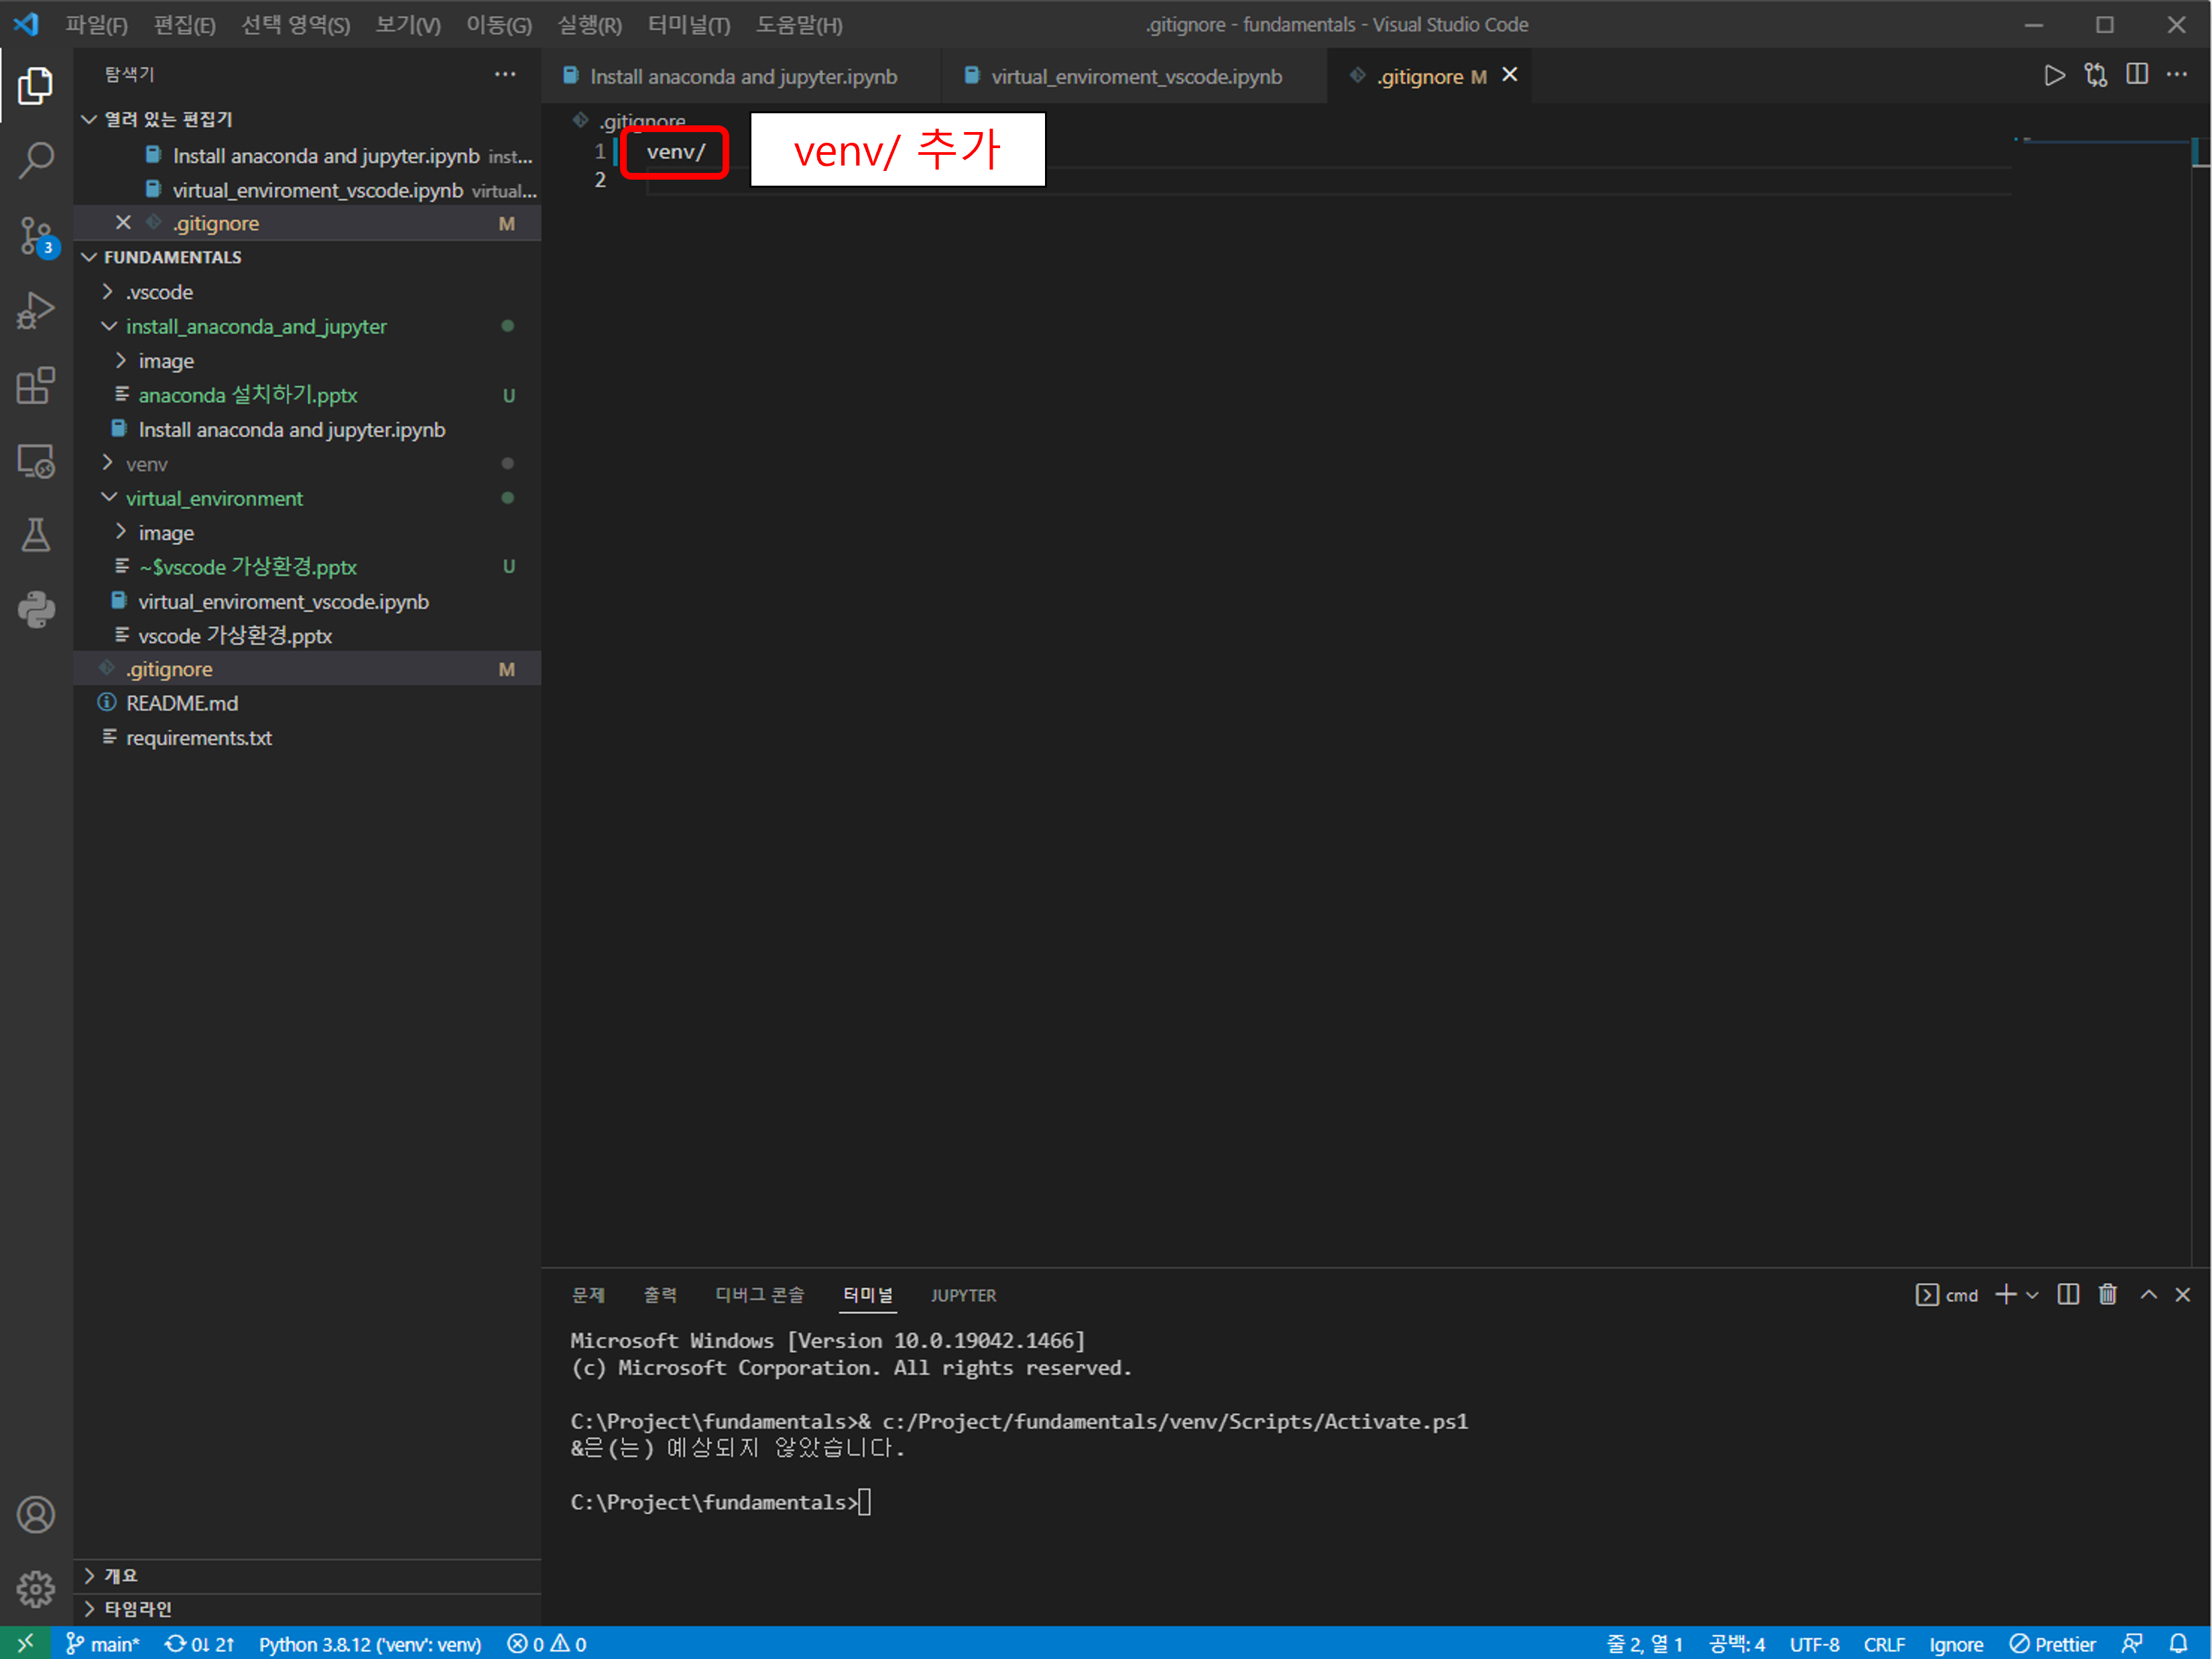 파일(F) 편집(E) 선택 영역(S) 보기(V) 이동(G) 실행(R) 터미널(T) 도움말(H) .gitignore - fundamentals - Visual Studio Code
탐색기
열려 있는 편집기
Install anaconda and jupyter.ipynb inst...
virtual_enviroment_vscode.ipynb virtual...
.gitignore M
3
FUNDAMENTALS
.vscode
install_anaconda_and_jupyter
image
anaconda 설치하기.pptx U
Install anaconda and jupyter.ipynb
venv
virtual_environment
image
~$vscode 가상환경.pptx U
virtual_enviroment_vscode.ipynb
vscode 가상환경.pptx
.gitignore M
README.md
requirements.txt
개요
타임라인
Install anaconda and jupyter.ipynb virtual_enviroment_vscode.ipynb .gitignore M
.gitignore
1 venv/
venv/ 추가
2
문제 출력 디버그 콘솔 터미널 JUPYTER cmd
Microsoft Windows [Version 10.0.19042.1466]
(c) Microsoft Corporation. All rights reserved.
C:\Project\fundamentals>& c:/Project/fundamentals/venv/Scripts/Activate.ps1
&은(는) 예상되지 않았습니다.
C:\Project\fundamentals>
main* 0↓ 2↑ Python 3.8.12 ('venv': venv) 0 0 줄 2, 열 1 공백: 4 UTF-8 CRLF Ignore Prettier